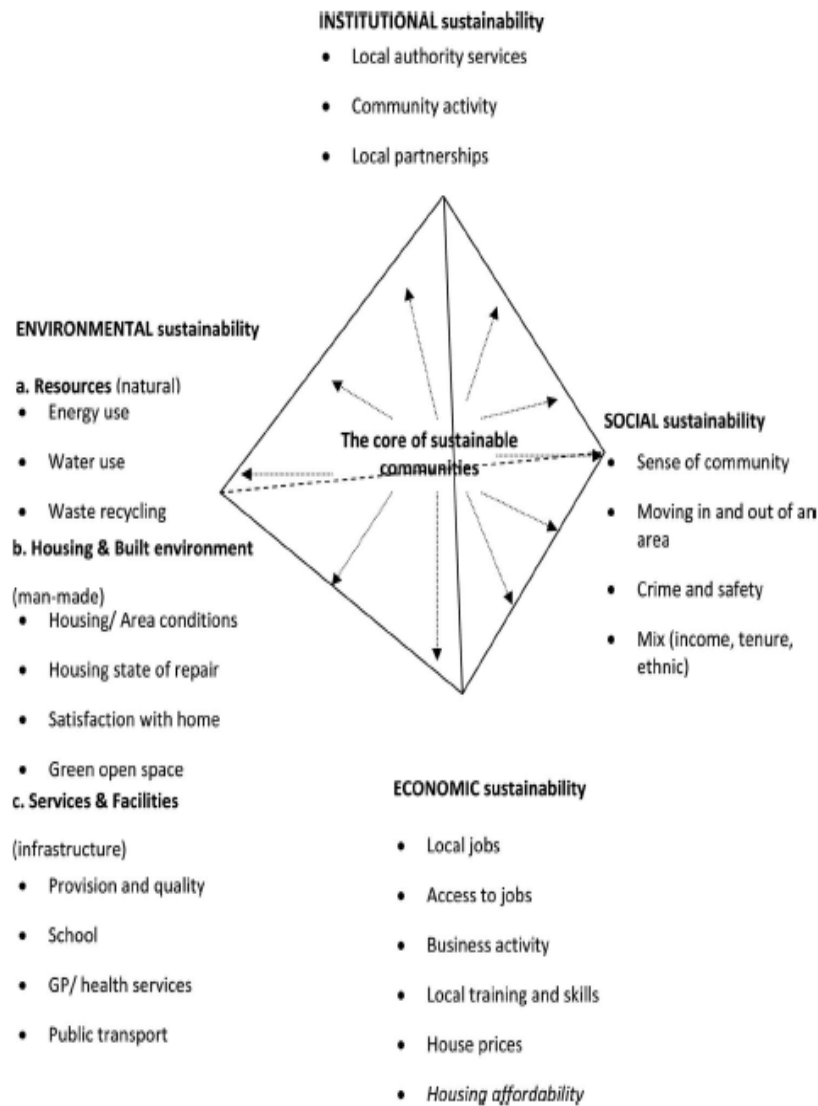 INSTITUTIONAL sustainability
• Local authority services
• Community activity
• Local partnerships
ENVIRONMENTAL sustainability
a. Resources (natural)
• Energy use
• Water use
• Waste recycling
b. Housing & Built environment
(man-made)
• Housing/ Area conditions
• Housing state of repair
• Satisfaction with home
• Green open space
c. Services & Facilities
(infrastructure)
• Provision and quality
• School
• GP/ health services
• Public transport
The core of sustainable
communities
SOCIAL sustainability
• Sense of community
• Moving in and out of an
area
• Crime and safety
• Mix (income, tenure,
ethnic)
ECONOMIC sustainability
• Local jobs
• Access to jobs
• Business activity
• Local training and skills
• House prices
• Housing affordability